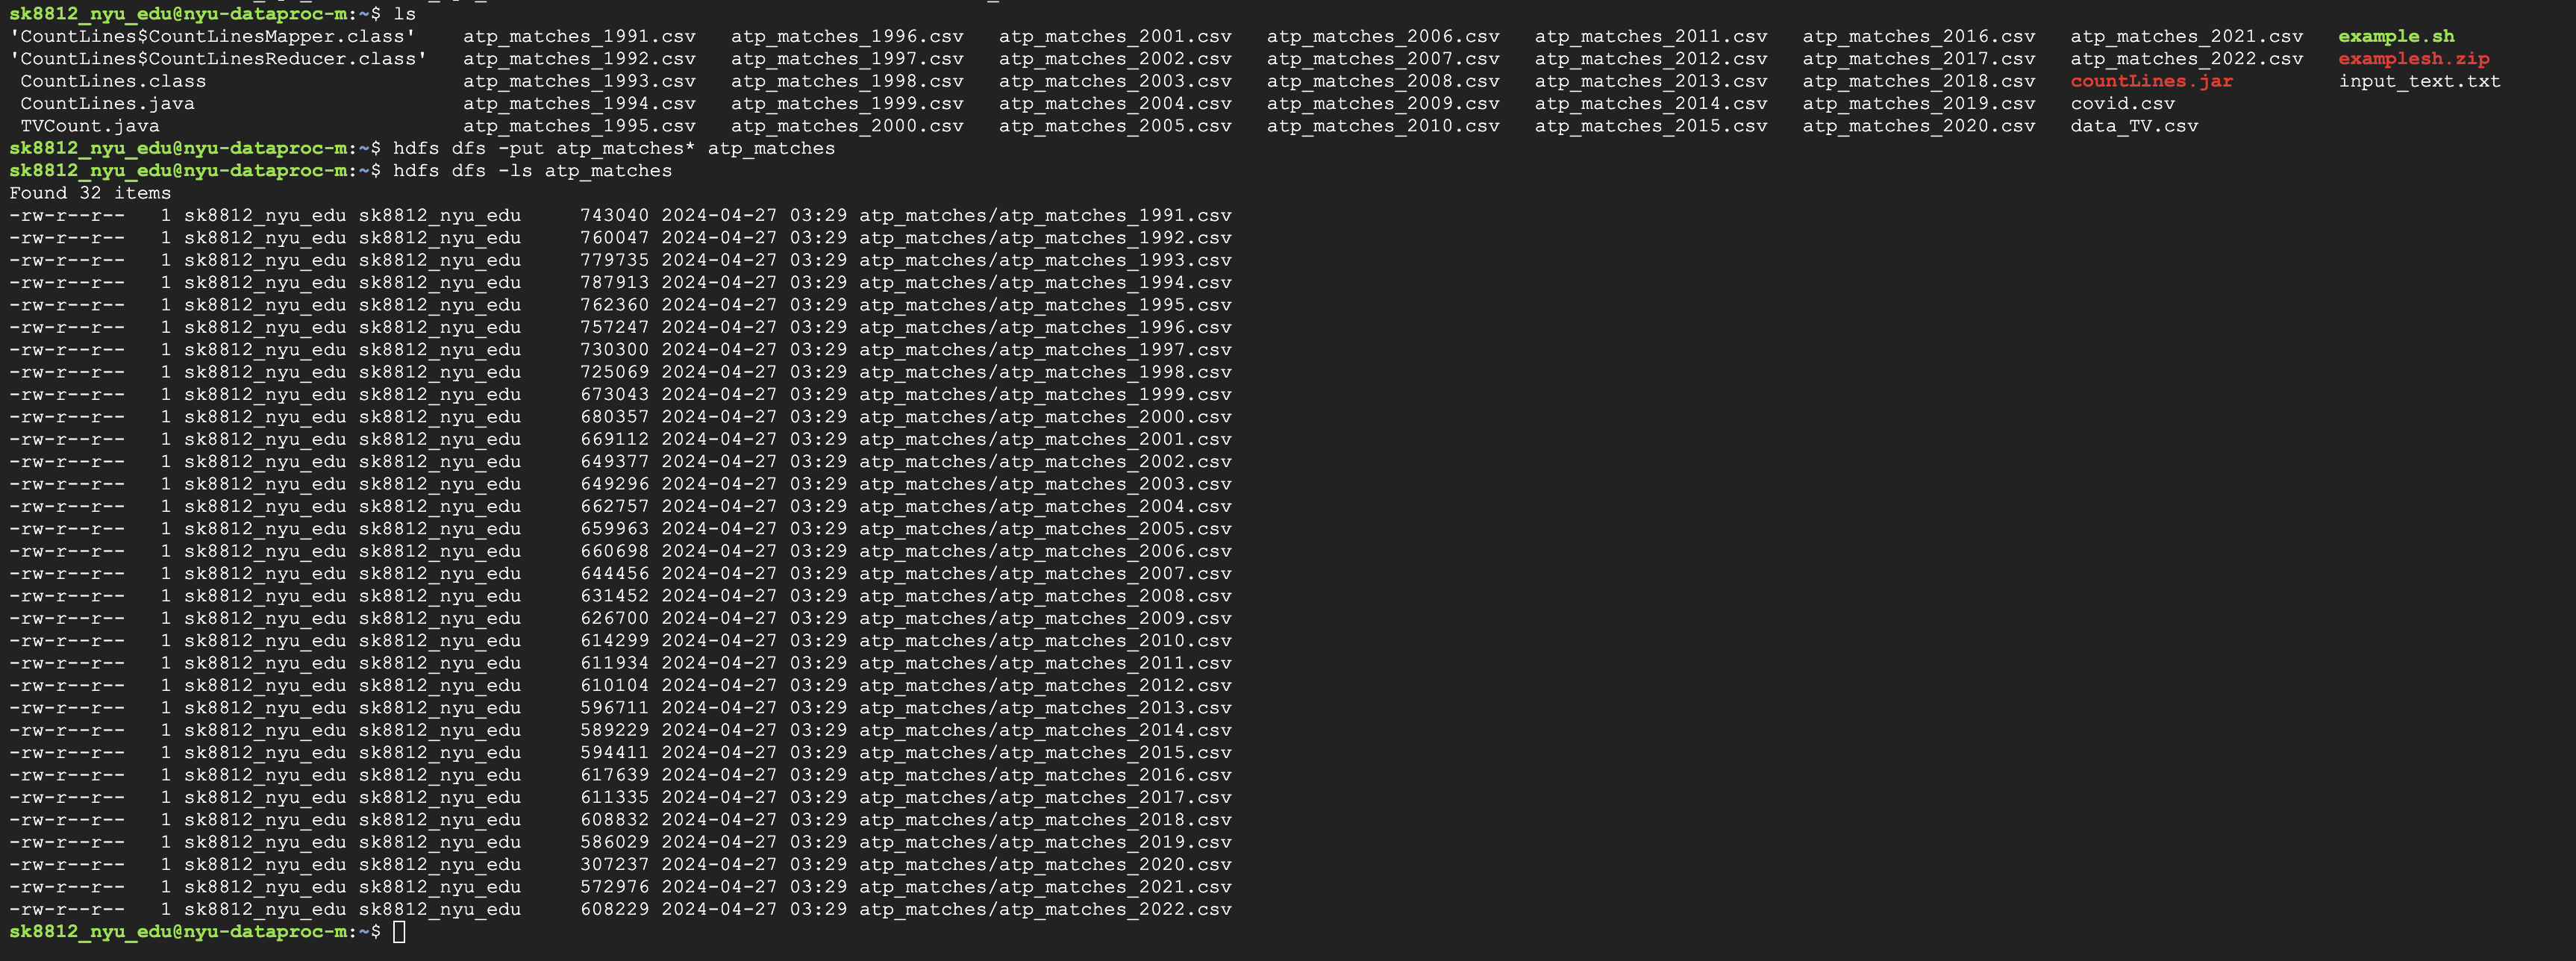 sk8812_nyu_edu@nyu-dataproc-m:~$ ls
'CountLines$CountLinesMapper.class'    atp_matches_1991.csv   atp_matches_1996.csv   atp_matches_2001.csv   atp_matches_2006.csv   atp_matches_2011.csv   atp_matches_2016.csv   atp_matches_2021.csv   example.sh
'CountLines$CountLinesReducer.class'   atp_matches_1992.csv   atp_matches_1997.csv   atp_matches_2002.csv   atp_matches_2007.csv   atp_matches_2012.csv   atp_matches_2017.csv   atp_matches_2022.csv   examplesh.zip
CountLines.class                      atp_matches_1993.csv   atp_matches_1998.csv   atp_matches_2003.csv   atp_matches_2008.csv   atp_matches_2013.csv   atp_matches_2018.csv   countLines.jar         input_text.txt
CountLines.java                       atp_matches_1994.csv   atp_matches_1999.csv   atp_matches_2004.csv   atp_matches_2009.csv   atp_matches_2014.csv   atp_matches_2019.csv   covid.csv
TVCount.java                          atp_matches_1995.csv   atp_matches_2000.csv   atp_matches_2005.csv   atp_matches_2010.csv   atp_matches_2015.csv   atp_matches_2020.csv   data_TV.csv
sk8812_nyu_edu@nyu-dataproc-m:~$ hdfs dfs -put atp_matches* atp_matches
sk8812_nyu_edu@nyu-dataproc-m:~$ hdfs dfs -ls atp_matches
Found 32 items
-rw-r--r--   1 sk8812_nyu_edu sk8812_nyu_edu     743040 2024-04-27 03:29 atp_matches/atp_matches_1991.csv
-rw-r--r--   1 sk8812_nyu_edu sk8812_nyu_edu     760047 2024-04-27 03:29 atp_matches/atp_matches_1992.csv
-rw-r--r--   1 sk8812_nyu_edu sk8812_nyu_edu     779735 2024-04-27 03:29 atp_matches/atp_matches_1993.csv
-rw-r--r--   1 sk8812_nyu_edu sk8812_nyu_edu     787913 2024-04-27 03:29 atp_matches/atp_matches_1994.csv
-rw-r--r--   1 sk8812_nyu_edu sk8812_nyu_edu     762360 2024-04-27 03:29 atp_matches/atp_matches_1995.csv
-rw-r--r--   1 sk8812_nyu_edu sk8812_nyu_edu     757247 2024-04-27 03:29 atp_matches/atp_matches_1996.csv
-rw-r--r--   1 sk8812_nyu_edu sk8812_nyu_edu     730300 2024-04-27 03:29 atp_matches/atp_matches_1997.csv
-rw-r--r--   1 sk8812_nyu_edu sk8812_nyu_edu     725069 2024-04-27 03:29 atp_matches/atp_matches_1998.csv
-rw-r--r--   1 sk8812_nyu_edu sk8812_nyu_edu     673043 2024-04-27 03:29 atp_matches/atp_matches_1999.csv
-rw-r--r--   1 sk8812_nyu_edu sk8812_nyu_edu     680357 2024-04-27 03:29 atp_matches/atp_matches_2000.csv
-rw-r--r--   1 sk8812_nyu_edu sk8812_nyu_edu     669112 2024-04-27 03:29 atp_matches/atp_matches_2001.csv
-rw-r--r--   1 sk8812_nyu_edu sk8812_nyu_edu     649377 2024-04-27 03:29 atp_matches/atp_matches_2002.csv
-rw-r--r--   1 sk8812_nyu_edu sk8812_nyu_edu     649296 2024-04-27 03:29 atp_matches/atp_matches_2003.csv
-rw-r--r--   1 sk8812_nyu_edu sk8812_nyu_edu     662757 2024-04-27 03:29 atp_matches/atp_matches_2004.csv
-rw-r--r--   1 sk8812_nyu_edu sk8812_nyu_edu     659963 2024-04-27 03:29 atp_matches/atp_matches_2005.csv
-rw-r--r--   1 sk8812_nyu_edu sk8812_nyu_edu     660698 2024-04-27 03:29 atp_matches/atp_matches_2006.csv
-rw-r--r--   1 sk8812_nyu_edu sk8812_nyu_edu     644456 2024-04-27 03:29 atp_matches/atp_matches_2007.csv
-rw-r--r--   1 sk8812_nyu_edu sk8812_nyu_edu     631452 2024-04-27 03:29 atp_matches/atp_matches_2008.csv
-rw-r--r--   1 sk8812_nyu_edu sk8812_nyu_edu     626700 2024-04-27 03:29 atp_matches/atp_matches_2009.csv
-rw-r--r--   1 sk8812_nyu_edu sk8812_nyu_edu     614299 2024-04-27 03:29 atp_matches/atp_matches_2010.csv
-rw-r--r--   1 sk8812_nyu_edu sk8812_nyu_edu     611934 2024-04-27 03:29 atp_matches/atp_matches_2011.csv
-rw-r--r--   1 sk8812_nyu_edu sk8812_nyu_edu     610104 2024-04-27 03:29 atp_matches/atp_matches_2012.csv
-rw-r--r--   1 sk8812_nyu_edu sk8812_nyu_edu     596711 2024-04-27 03:29 atp_matches/atp_matches_2013.csv
-rw-r--r--   1 sk8812_nyu_edu sk8812_nyu_edu     589229 2024-04-27 03:29 atp_matches/atp_matches_2014.csv
-rw-r--r--   1 sk8812_nyu_edu sk8812_nyu_edu     594411 2024-04-27 03:29 atp_matches/atp_matches_2015.csv
-rw-r--r--   1 sk8812_nyu_edu sk8812_nyu_edu     617639 2024-04-27 03:29 atp_matches/atp_matches_2016.csv
-rw-r--r--   1 sk8812_nyu_edu sk8812_nyu_edu     611335 2024-04-27 03:29 atp_matches/atp_matches_2017.csv
-rw-r--r--   1 sk8812_nyu_edu sk8812_nyu_edu     608832 2024-04-27 03:29 atp_matches/atp_matches_2018.csv
-rw-r--r--   1 sk8812_nyu_edu sk8812_nyu_edu     586029 2024-04-27 03:29 atp_matches/atp_matches_2019.csv
-rw-r--r--   1 sk8812_nyu_edu sk8812_nyu_edu     307237 2024-04-27 03:29 atp_matches/atp_matches_2020.csv
-rw-r--r--   1 sk8812_nyu_edu sk8812_nyu_edu     572976 2024-04-27 03:29 atp_matches/atp_matches_2021.csv
-rw-r--r--   1 sk8812_nyu_edu sk8812_nyu_edu     608229 2024-04-27 03:29 atp_matches/atp_matches_2022.csv
sk8812_nyu_edu@nyu-dataproc-m:~$